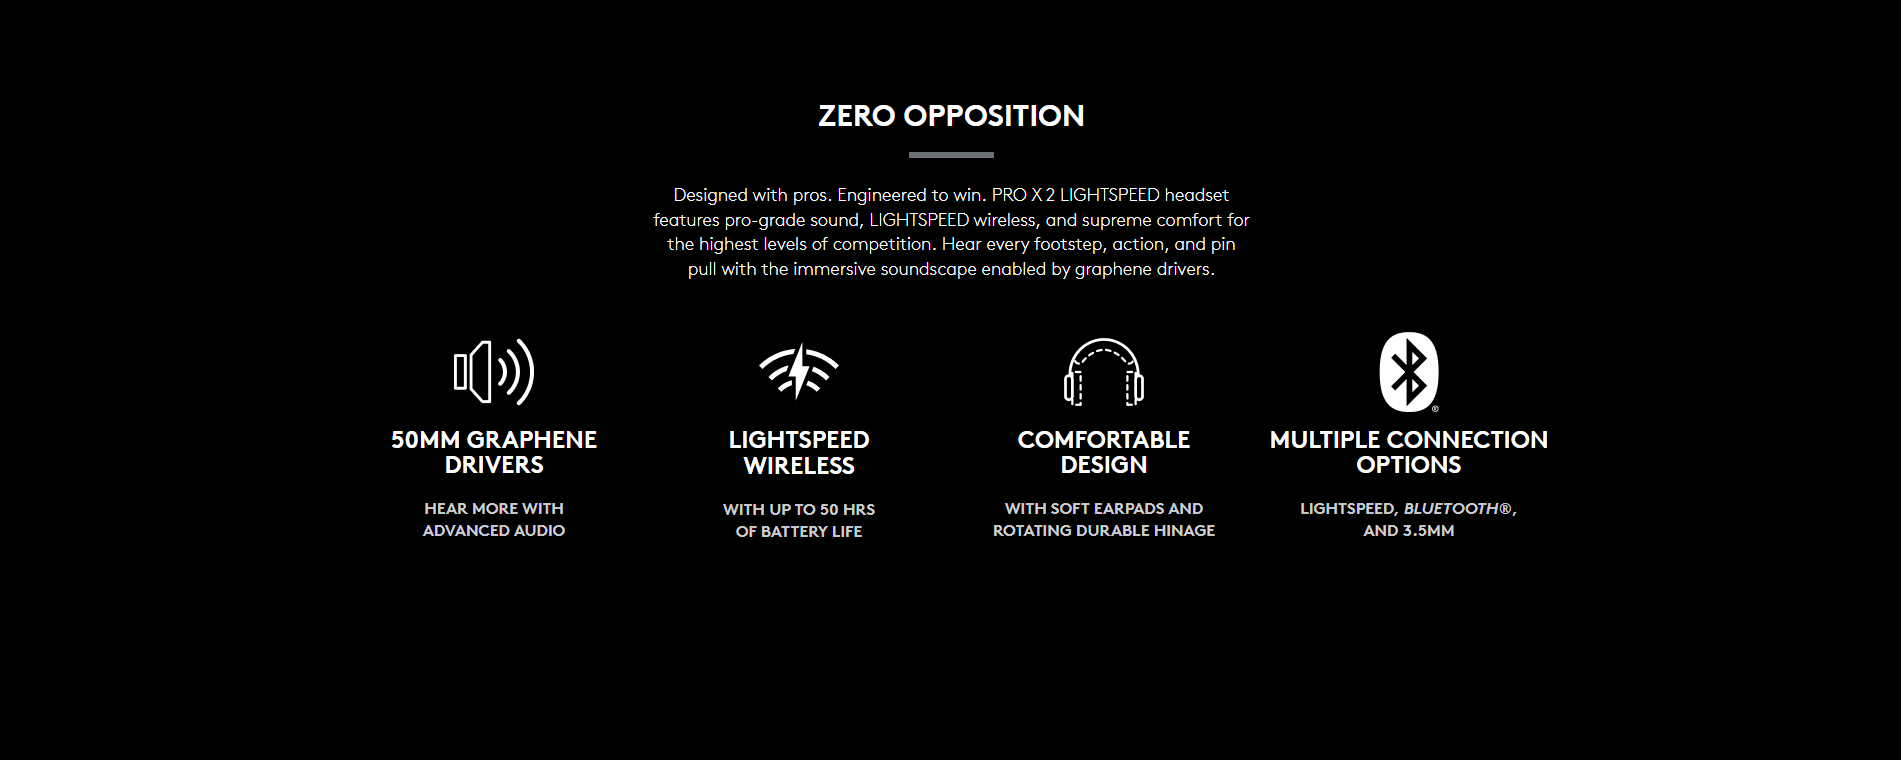 ZERO OPPOSITION
Designed with pros. Engineered to win. PRO X 2 LIGHTSPEED headset
features pro-grade sound, LIGHTSPEED wireless, and supreme comfort for
the highest levels of competition. Hear every footstep, action, and pin
pull with the immersive soundscape enabled by graphene drivers.
50MM GRAPHENE
DRIVERS
HEAR MORE WITH
ADVANCED AUDIO
LIGHTSPEED
WIRELESS
WITH UP TO 50 HRS
OF BATTERY LIFE
COMFORTABLE
DESIGN
WITH SOFT EARPADS AND
ROTATING DURABLE HINAGE
®
MULTIPLE CONNECTION
OPTIONS
LIGHTSPEED, BLUETOOTH®,
AND 3.5MM